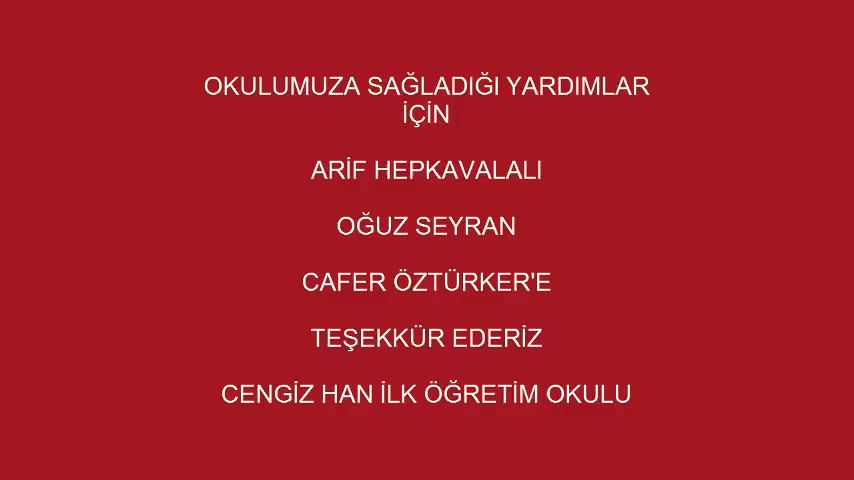 OKULUMUZA SAĞLADIĞI YARDIMLAR
İÇİN
ARİF HEPKAVALALI
OĞUZ SEYRAN
CAFER ÖZTÜRKER'E
TEŞEKKÜR EDERİZ
CENGİZ HAN İLK ÖĞRETİM OKULU